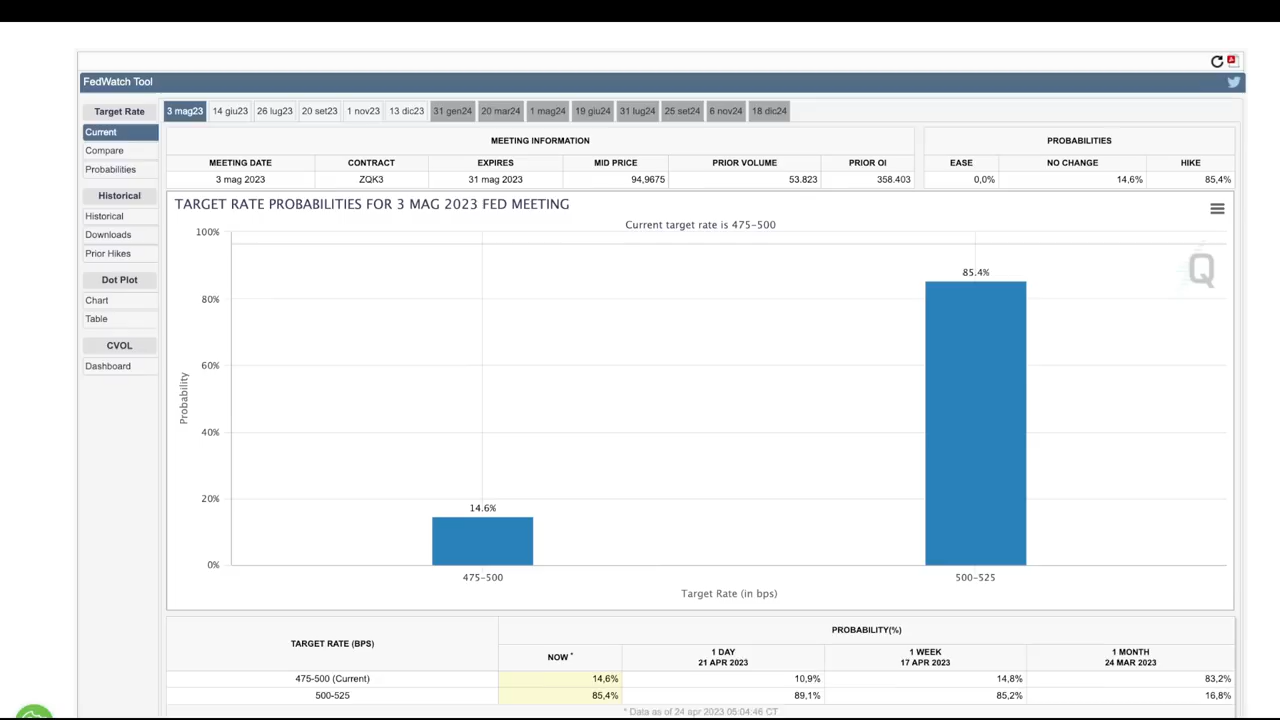 FedWatch Tool
Target Rate
Current
Compare
Probabilities
Historical
Historical
Downloads
Prior Hikes
Dot Plot
Chart
Table
CVOL
Dashboard
3 mag23 14 giu23 26 lug23 20 set23 1 nov23 13 dic23 31 gen24 20 mar24 1 mag24 19 giu24 31 lug24 25 set24 6 nov24 18 dic24
MEETING INFORMATION
MEETING DATE CONTRACT EXPIRES MID PRICE PRIOR VOLUME PRIOR OI
3 mag 2023 ZQK3 31 mag 2023 94,9675 53.823 358.403
PROBABILITIES
EASE NO CHANGE HIKE
0,0% 14,6% 85,4%
TARGET RATE PROBABILITIES FOR 3 MAG 2023 FED MEETING
Current target rate is 475-500
Q
Probability
100%
80%
60%
40%
20%
0%
14.6%
85.4%
475-500 500-525
Target Rate (in bps)
TARGET RATE (BPS) PROBABILITY(%)
NOW * 1 DAY 21 APR 2023 1 WEEK 17 APR 2023 1 MONTH 24 MAR 2023
475-500 (Current) 14,6% 10,9% 14,8% 83,2%
500-525 85,4% 89,1% 85,2% 16,8%
* Data as of 24 apr 2023 05:04:46 CT